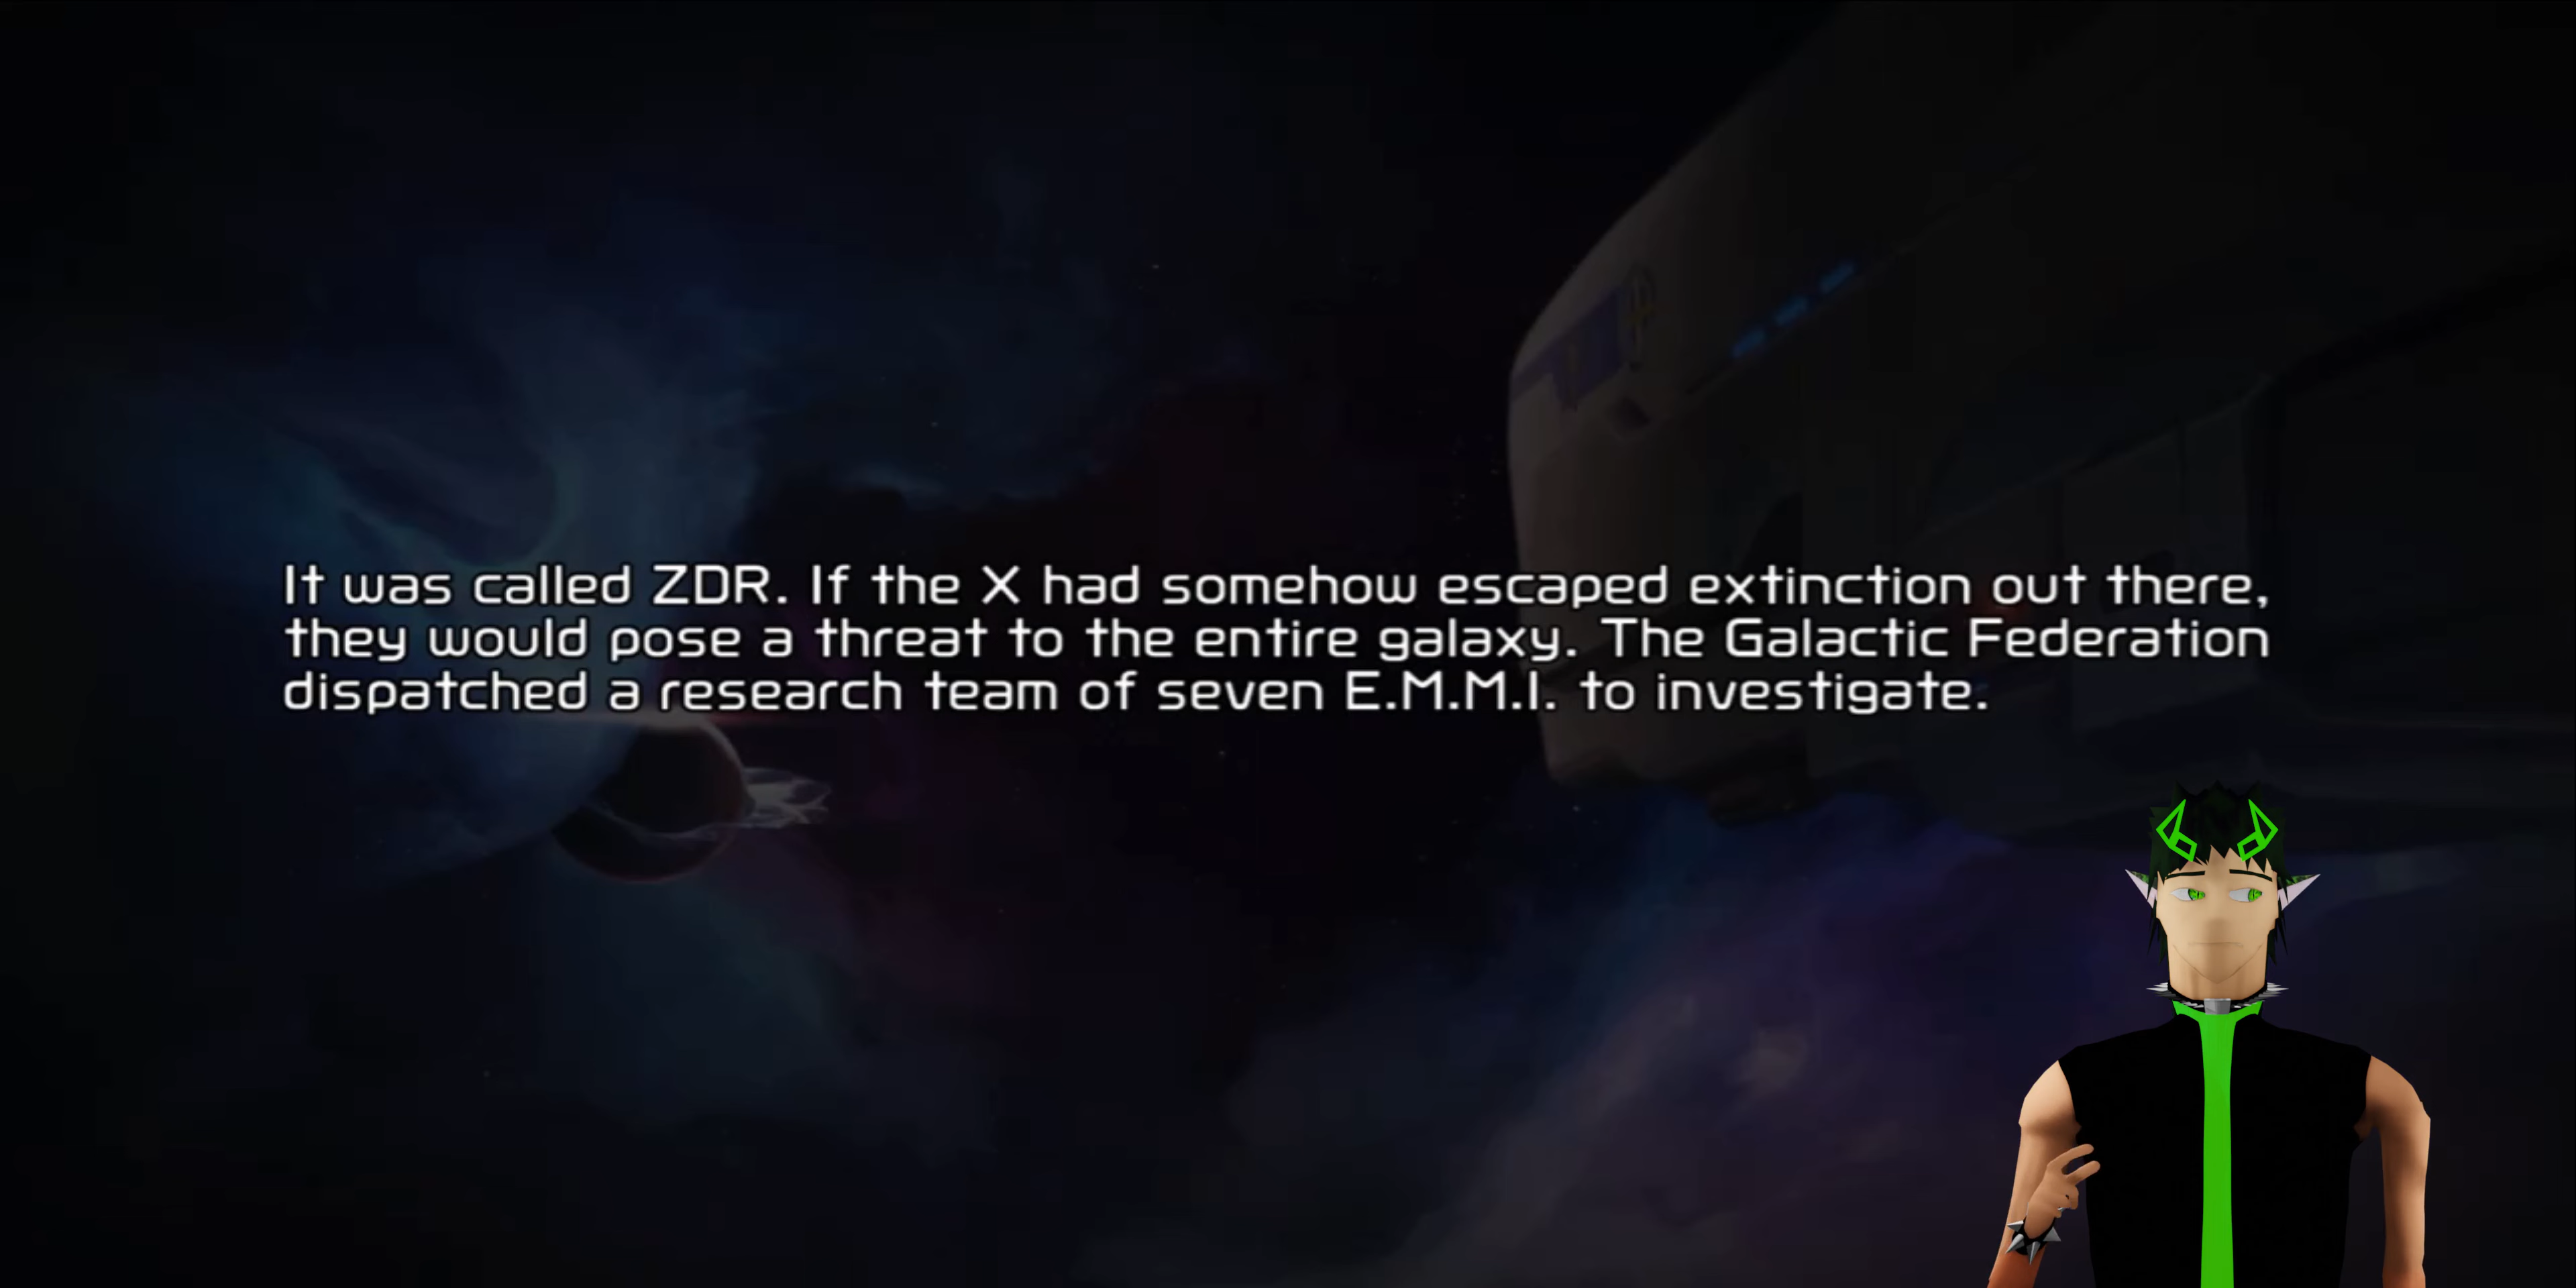 It was called ZDR. If the X had somehow escaped extinction out there,
they would pose a threat to the entire galaxy. The Galactic Federation
dispatched a research team of seven E.M.M.I. to investigate.